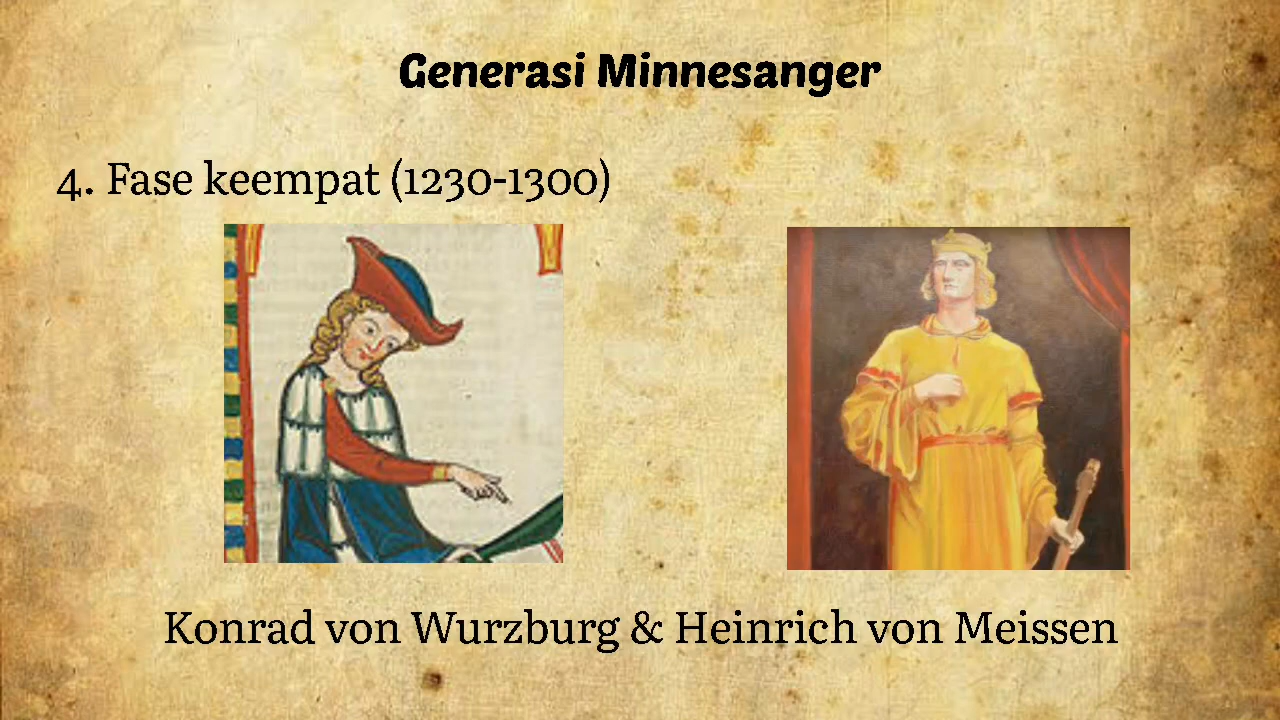 Generasi Minnesanger
4. Fase keempat (1230-1300)
Konrad von Wurzburg & Heinrich von Meissen